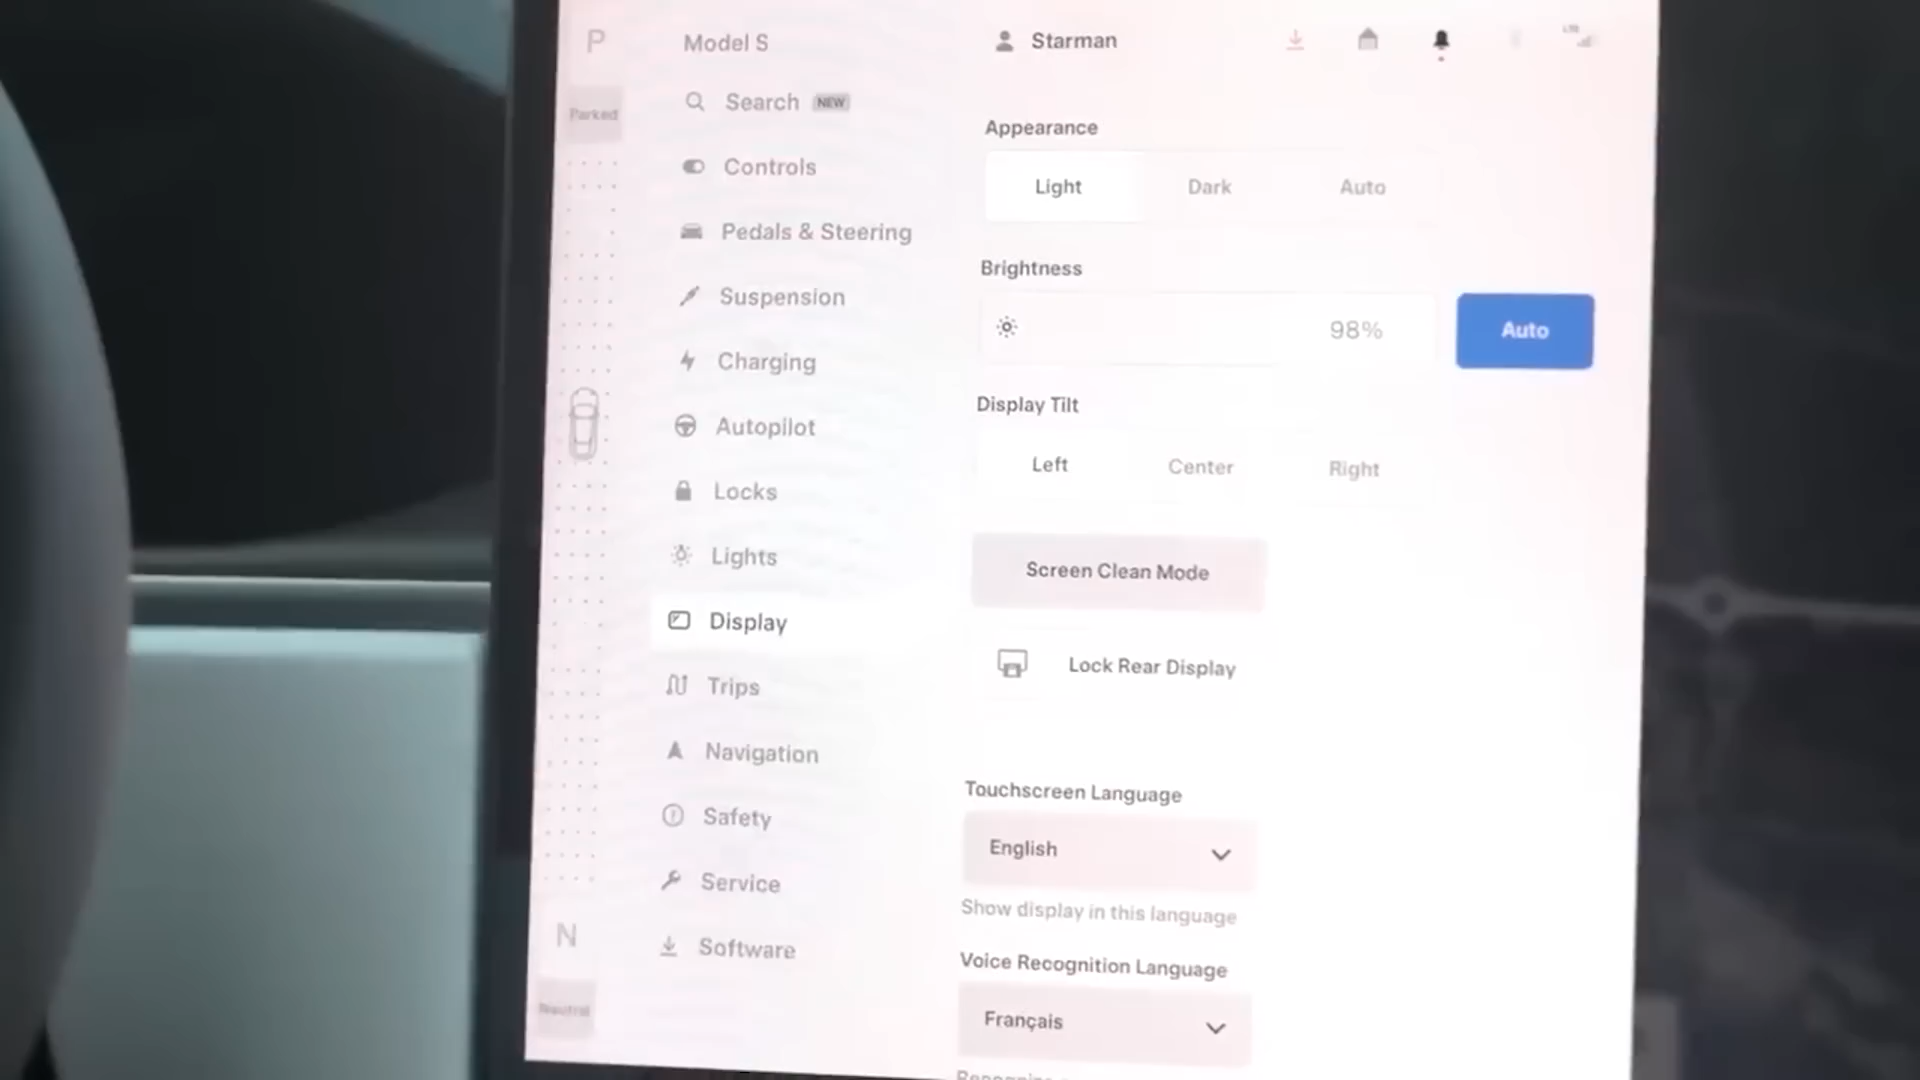 P
Parked
N
Neutral
Model S
Search NEW
Controls
Pedals & Steering
Suspension
Charging
Autopilot
Locks
Lights
Display
Trips
Navigation
Safety
Service
Software
Starman
LTE
Appearance
Light Dark Auto
Brightness
98% Auto
Display Tilt
Left Center Right
Screen Clean Mode
Lock Rear Display
Touchscreen Language
English
Show display in this language
Voice Recognition Language
Français